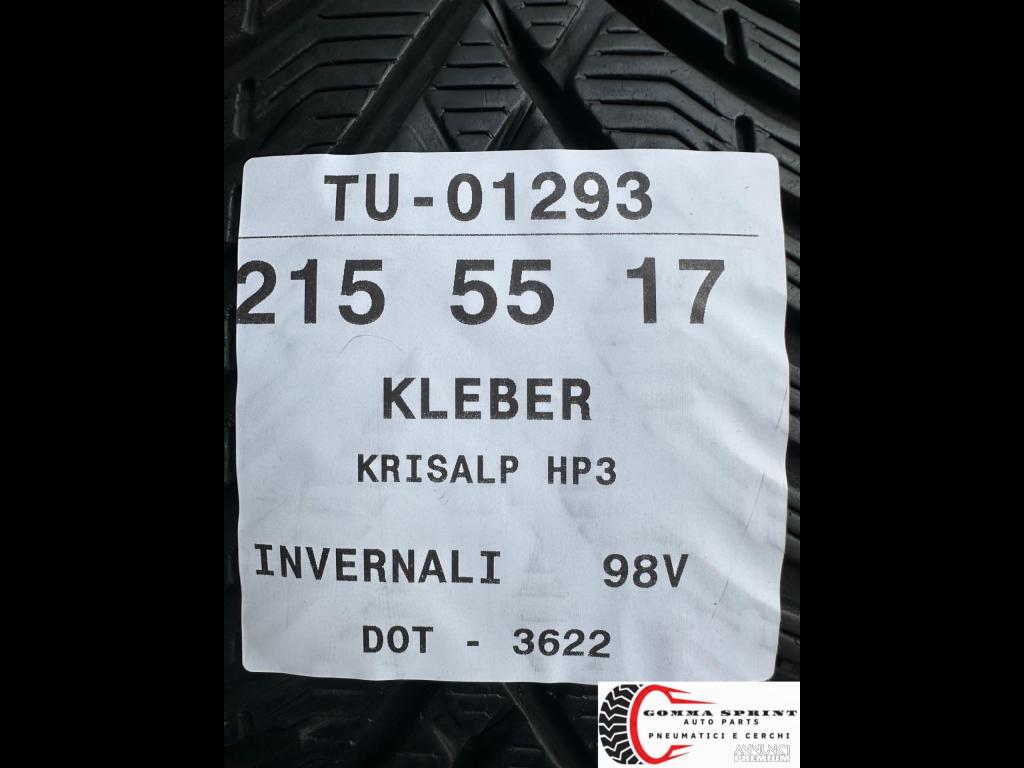 TU-01293
215 55 17
KLEBER
KRISALP HP3
INVERNALI 98V
DOT - 3622
GOMMA SPRINT
AUTO PARTS
PNEUMATICI E CERCHI
ANNUNCI
PREMIUM